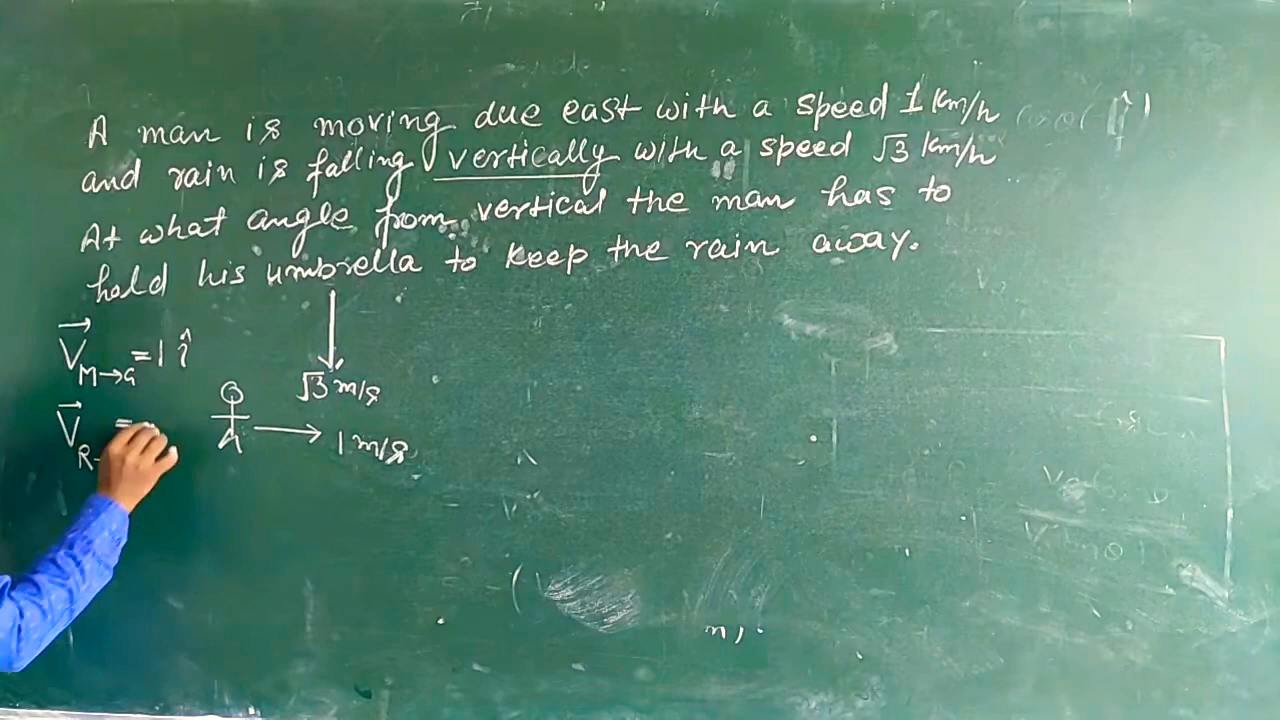 A man is moving due east with a speed 1 km/h
and rain is falling vertically with a speed √3 km/h
At what angle from vertical the man has to
hold his umbrella to keep the rain away.
V⃗ M→G = 1 î
√3 m/s
V⃗ R- =
1 m/s